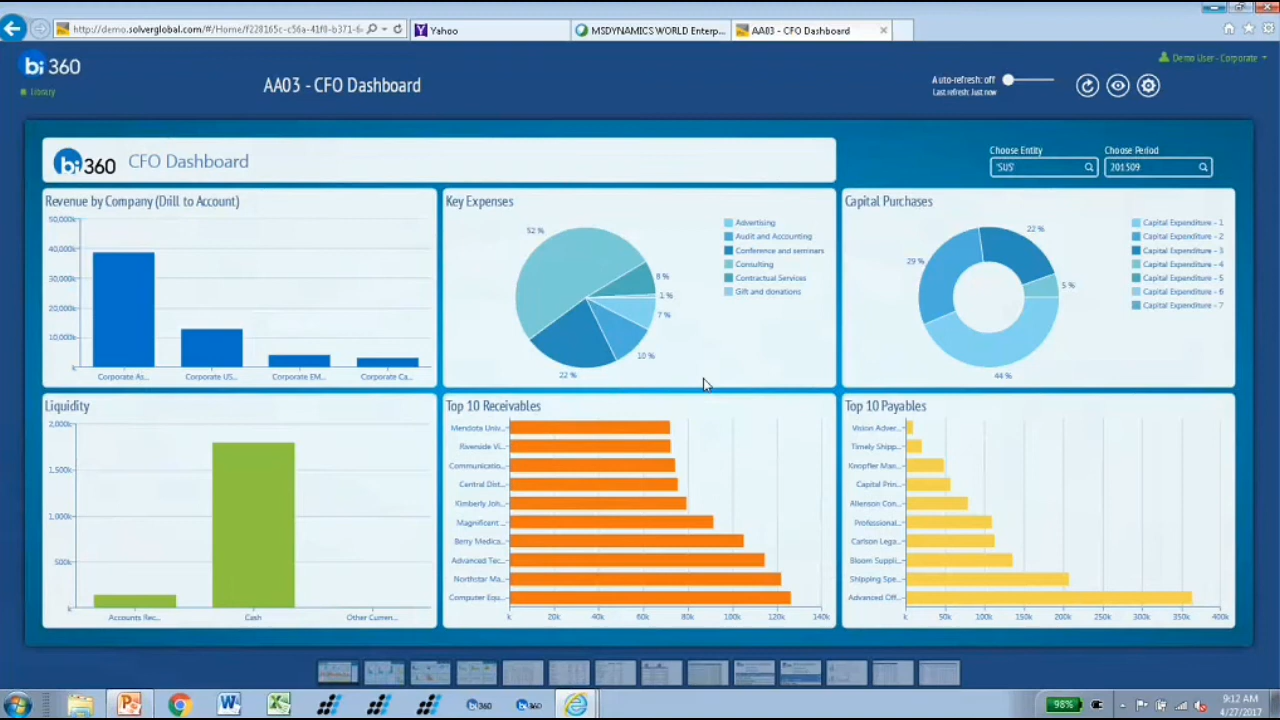 http://demo.solverglobal.com/#/Home/f228165c-c56a-41f8-b371-6
Yahoo
MSDYNAMICS WORLD Enterp...
AA03 - CFO Dashboard
bi 360
Library
AA03 - CFO Dashboard
Auto-refresh: off
Last refresh: Just now
Demo User - Corporate
bi360 CFO Dashboard
Choose Entity
'SUS'
Choose Period
201509
Revenue by Company (Drill to Account)
50,000k
40,000k
30,000k
20,000k
10,000k
k
Corporate As...
Corporate US...
Corporate EM...
Corporate Ca...
Key Expenses
52 %
8 %
1 %
7 %
10 %
22 %
Advertising
Audit and Accounting
Conference and seminars
Consulting
Contractual Services
Gift and donations
Capital Purchases
22 %
29 %
5 %
44 %
Capital Expenditure - 1
Capital Expenditure - 2
Capital Expenditure - 3
Capital Expenditure - 4
Capital Expenditure - 5
Capital Expenditure - 6
Capital Expenditure - 7
Liquidity
2,000k
1,500k
1,000k
500k
k
Accounts Rec...
Cash
Other Curren...
Top 10 Receivables
Mendota Univ...
Riverside Vi...
Communicatio...
Central Dist...
Kimberly Joh...
Magnificent ...
Berry Medica...
Advanced Tec...
Northstar Ma...
Computer Equ...
k 20k 40k 60k 80k 100k 120k 140k
Top 10 Payables
Vision Adver...
Timely Shipp...
Knopfler Man...
Capital Prin...
Allenson Con...
Professional...
Carlson Lega...
Bloom Suppli...
Shipping Spe...
Advanced Off...
k 50k 100k 150k 200k 250k 300k 350k 400k
bi360
bi360
98%
9:12 AM
4/27/2017